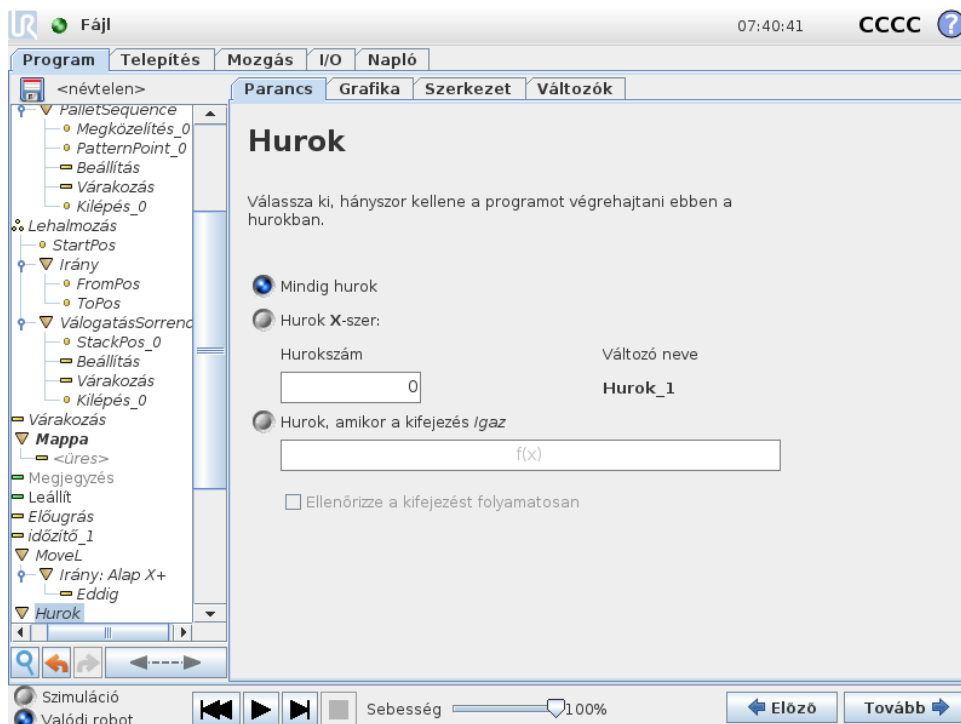 UR Fájl 07:40:41 CCCC ?
Program Telepítés Mozgás I/O Napló
<névtelen>
Parancs Grafika Szerkezet Változók
PalletSequence
Megközelítés_0
PatternPoint_0
Beállítás
Várakozás
Kilépés_0
Lehalmozás
StartPos
Irány
FromPos
ToPos
VálogatásSorrend
StackPos_0
Beállítás
Várakozás
Kilépés_0
Várakozás
Mappa
<üres>
Megjegyzés
Leállít
Előugrás
időzítő_1
MoveL
Irány: Alap X+
Eddig
Hurok
Hurok
Válassza ki, hányszor kellene a programot végrehajtani ebben a
hurokban.
Mindig hurok
Hurok X-szer:
Hurokszám Változó neve
0 Hurok_1
Hurok, amikor a kifejezés Igaz
f(x)
Ellenőrizze a kifejezést folyamatosan
Szimuláció
Valódi robot
Sebesség 100%
Előző Tovább